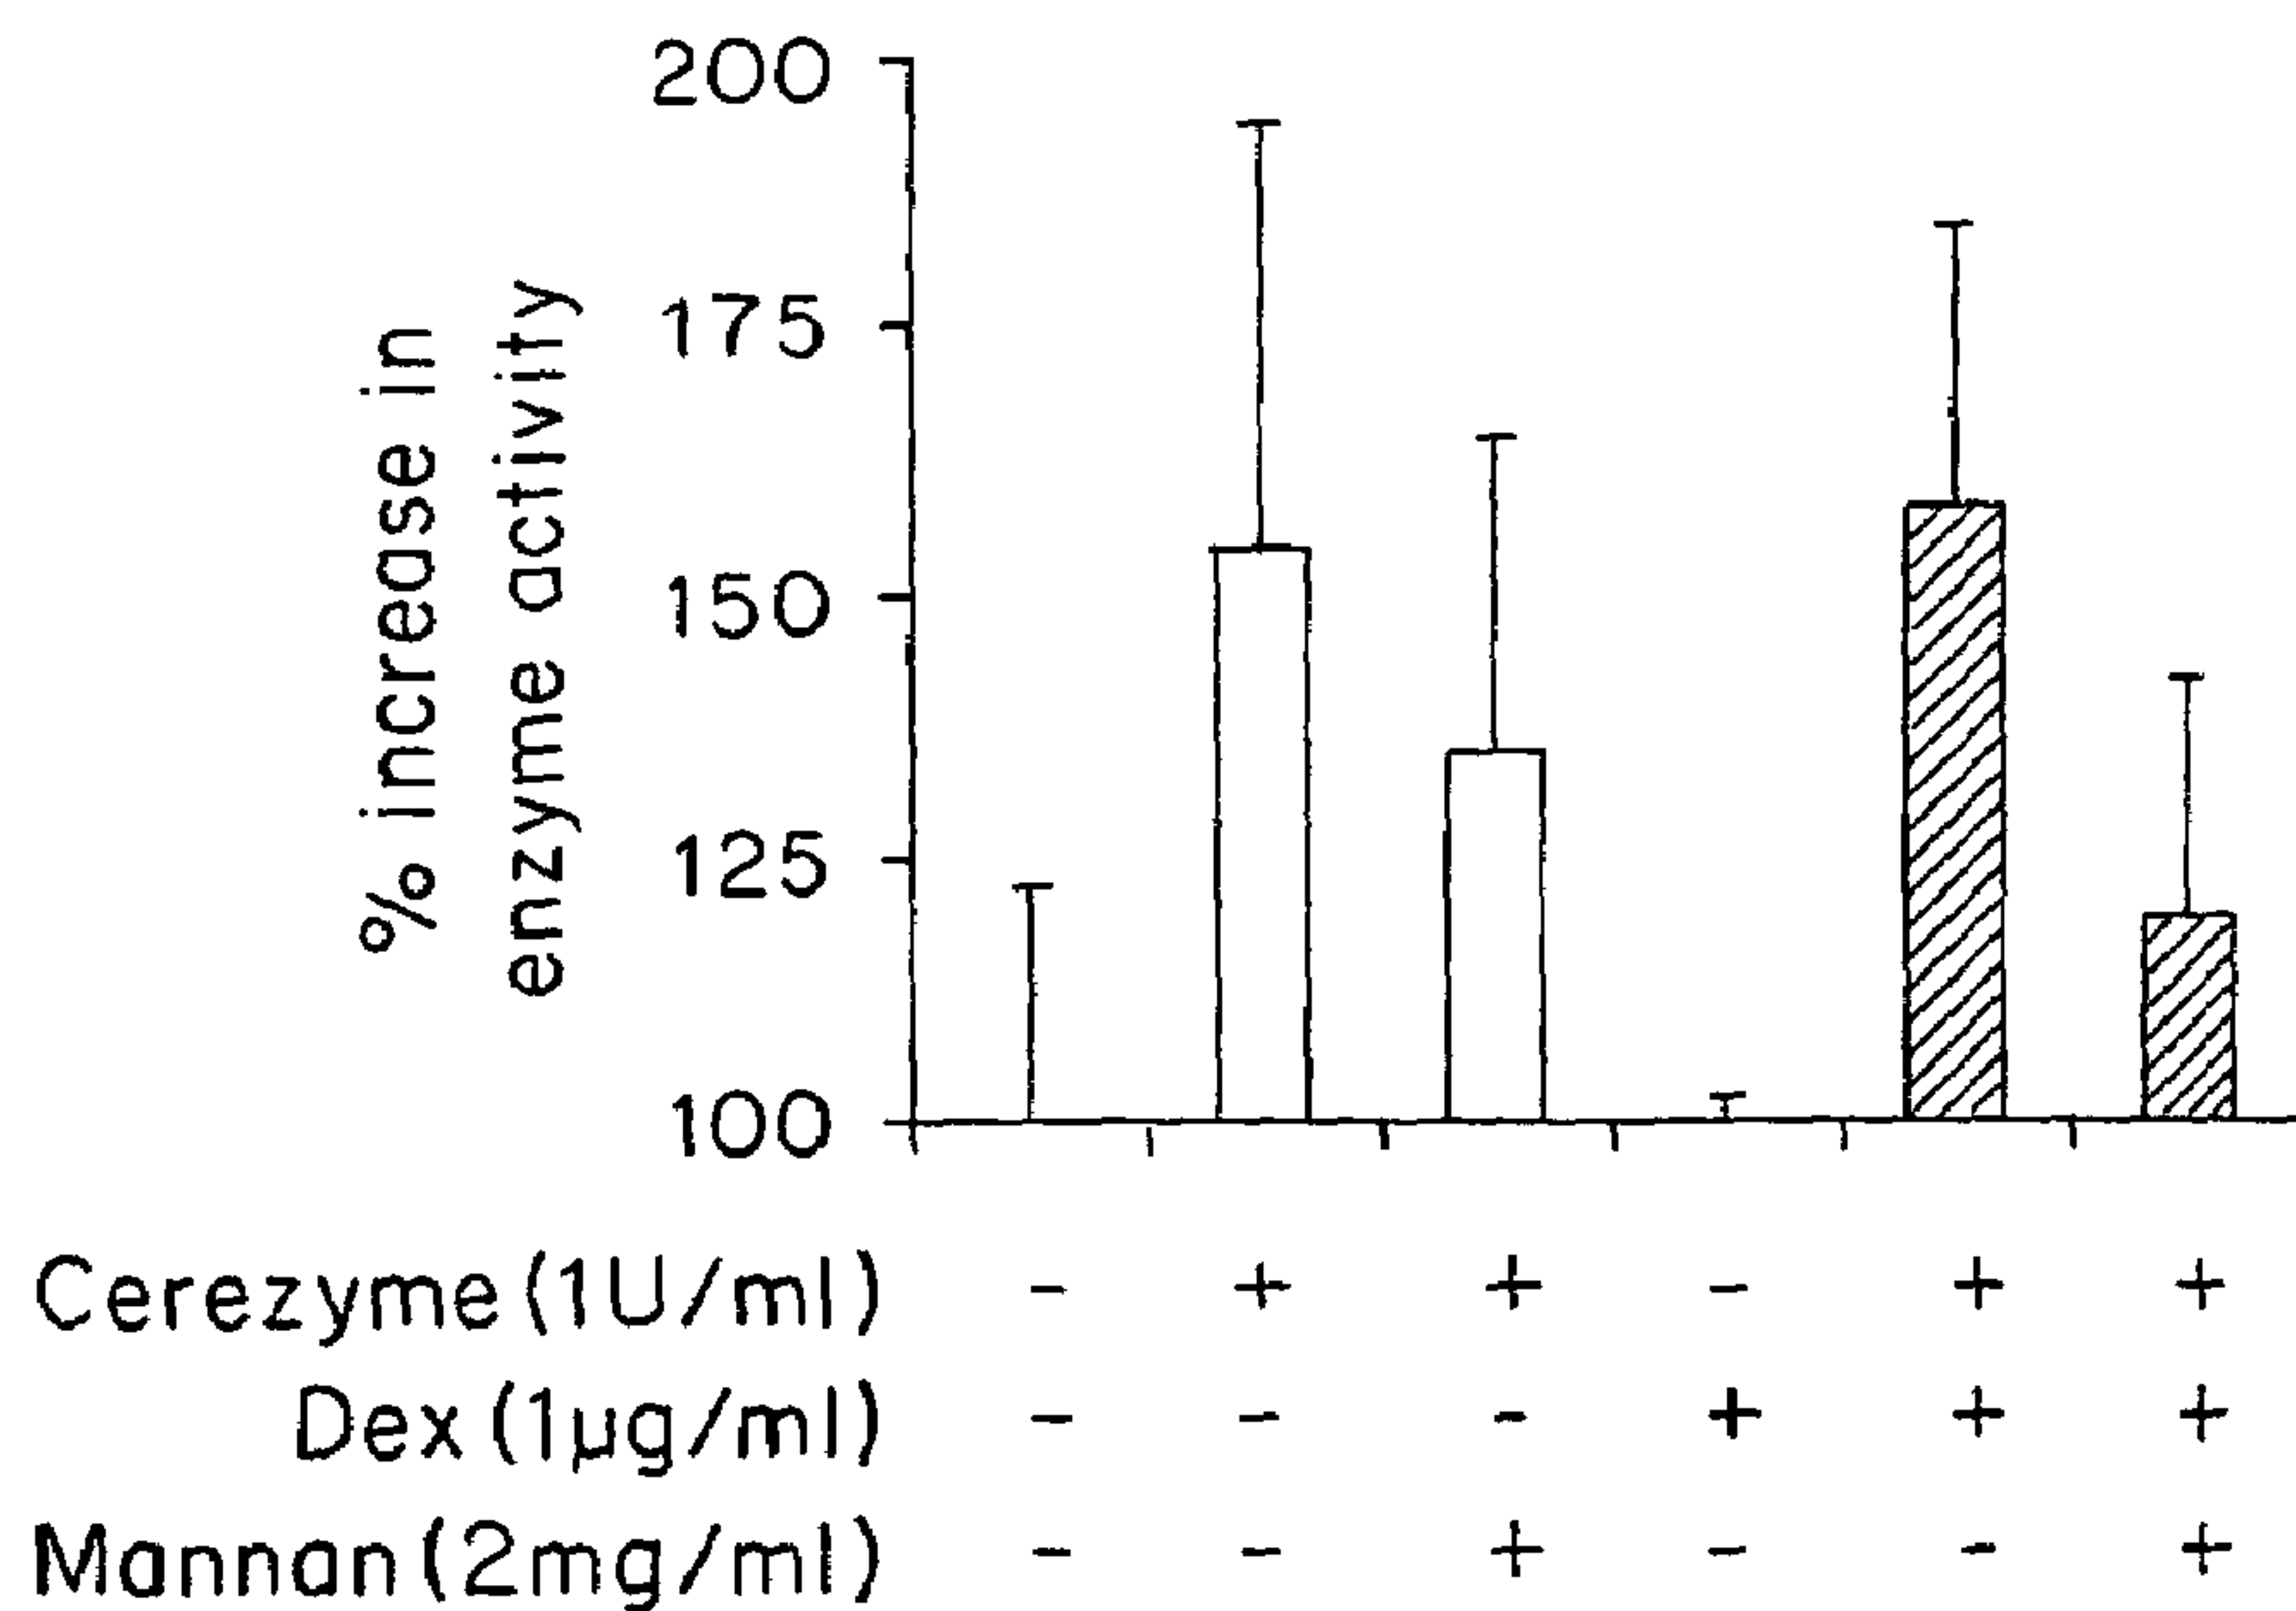 % increase in
enzyme activity
200
175
150
125
100
Cerezyme (1U/ml) - + + - + +
Dex (1µg/ml) - - - + + +
Mannan (2mg/ml) - - + - - +